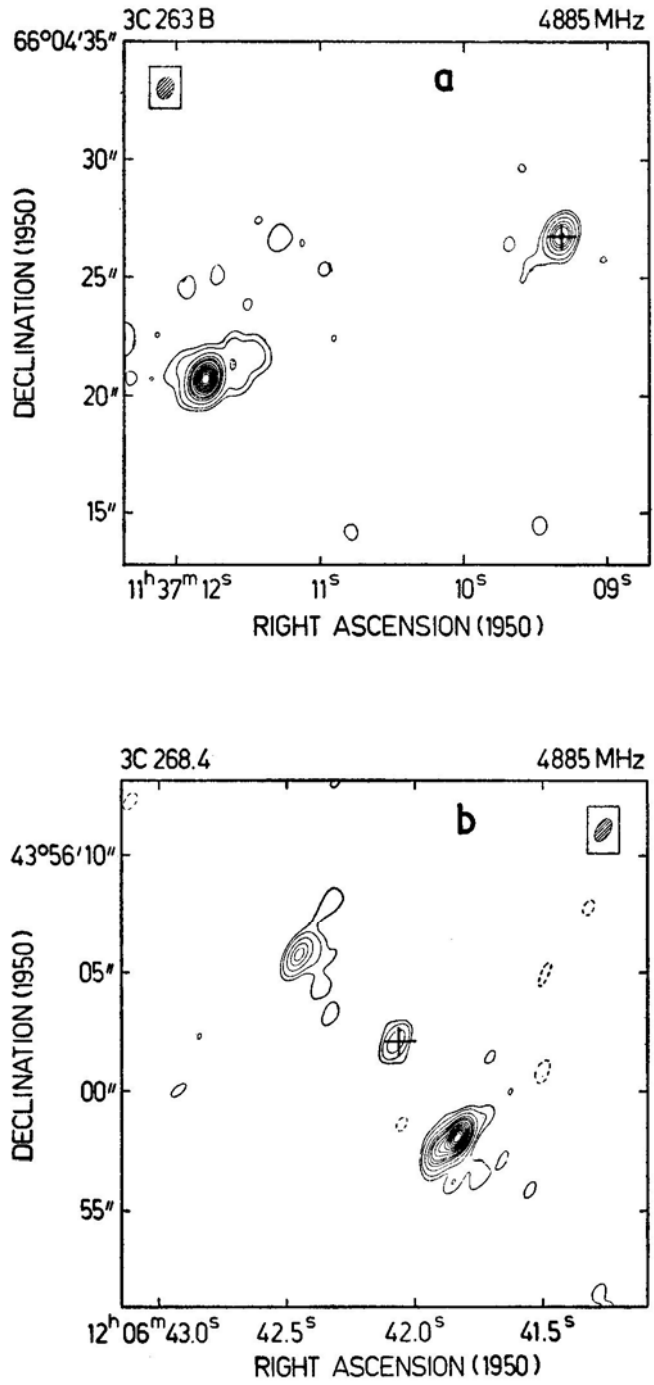 3C 263 B 4885 MHz
66°04′35″
a
30″
25″
20″
15″
DECLINATION (1950)
11ʰ37ᵐ12ˢ 11ˢ 10ˢ 09ˢ
RIGHT ASCENSION (1950)
3C 268.4 4885 MHz
b
43°56′10″
05″
00″
55″
DECLINATION (1950)
12ʰ06ᵐ43.0ˢ 42.5ˢ 42.0ˢ 41.5ˢ
RIGHT ASCENSION (1950)